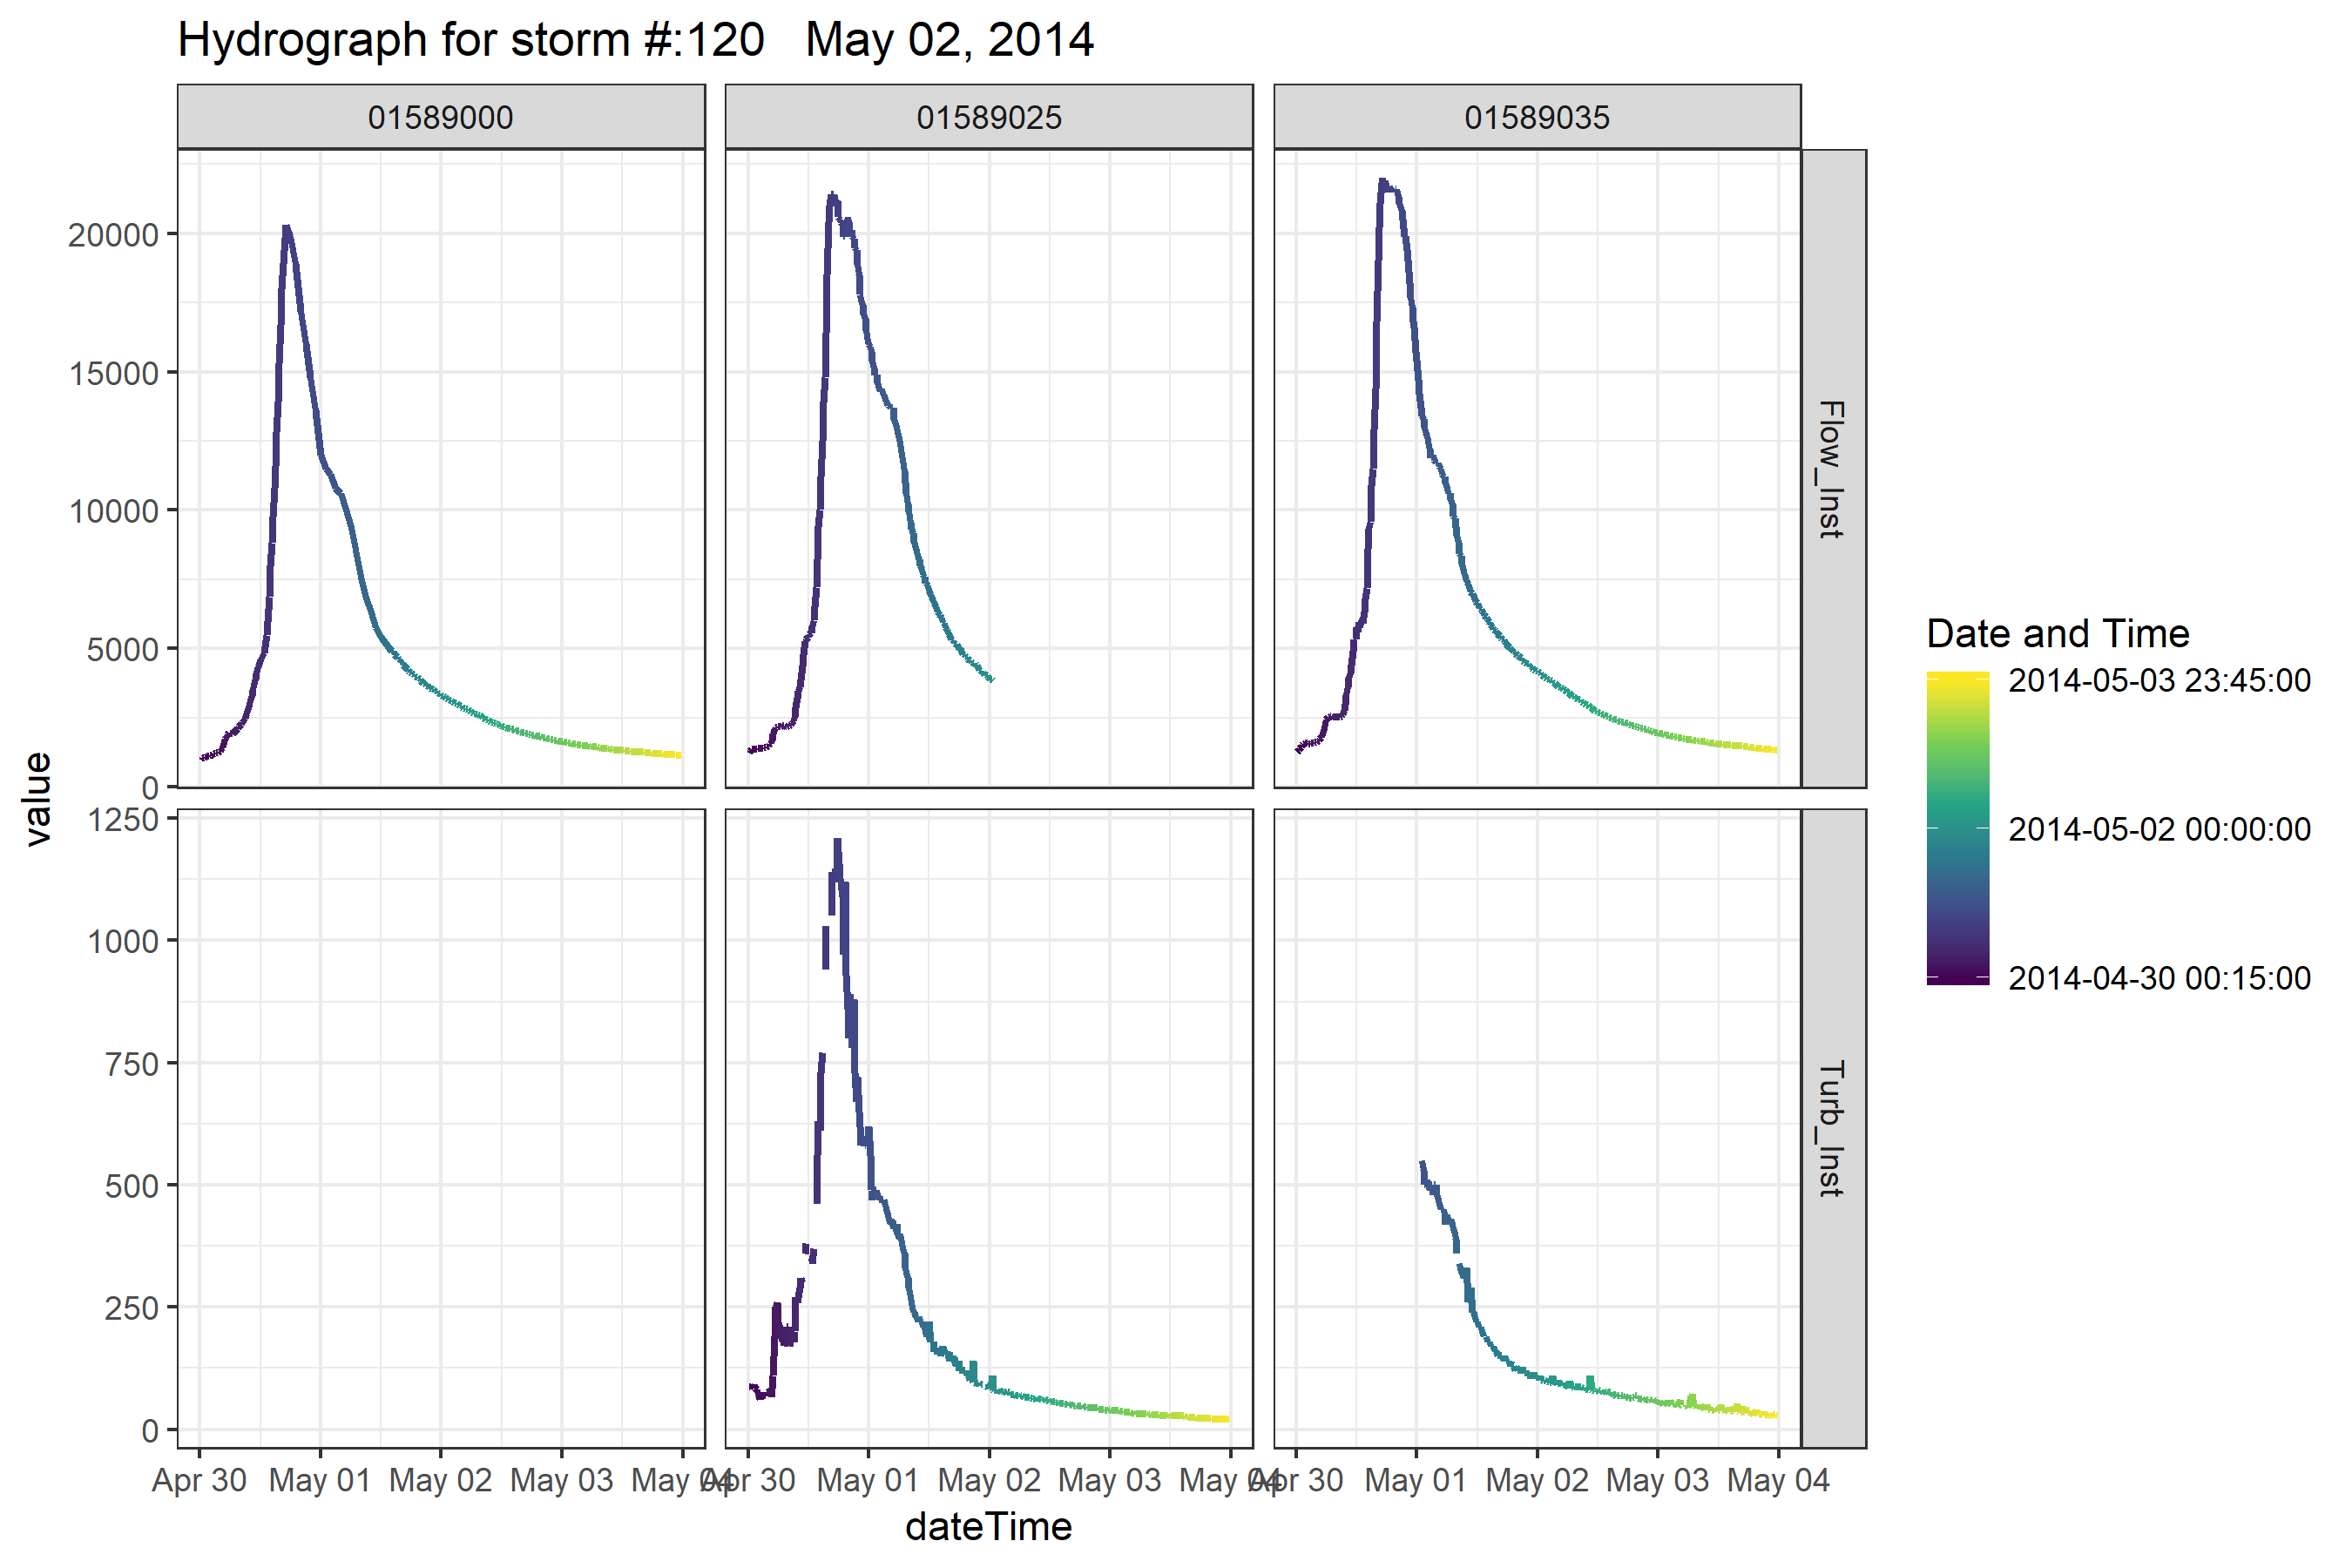 Hydrograph for storm #:120   May 02, 2014
01589000
01589025
01589035
20000
15000
10000
5000
0
Flow_Inst
1250
1000
750
500
250
0
Turb_Inst
value
Apr 30 May 01 May 02 May 03 May 04
Apr 30 May 01 May 02 May 03 May 04
Apr 30 May 01 May 02 May 03 May 04
dateTime
Date and Time
2014-05-03 23:45:00
2014-05-02 00:00:00
2014-04-30 00:15:00